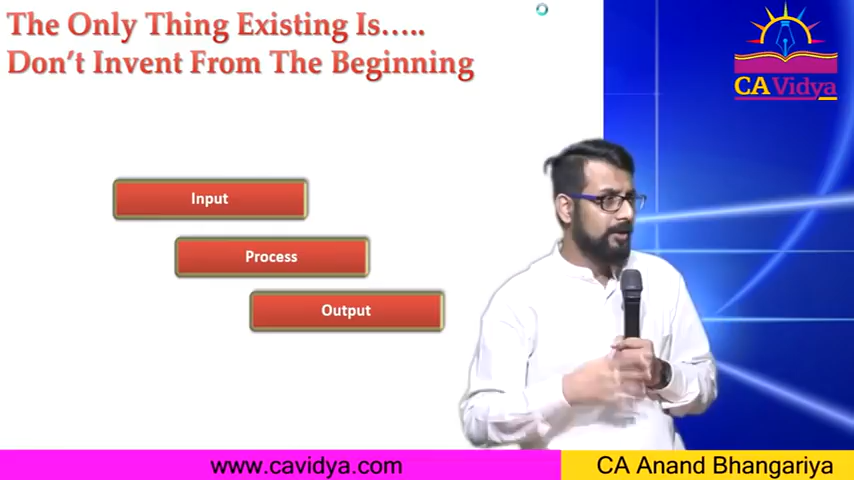 The Only Thing Existing Is.....
Don't Invent From The Beginning
CA Vidya
Input
Process
Output
www.cavidya.com
CA Anand Bhangariya